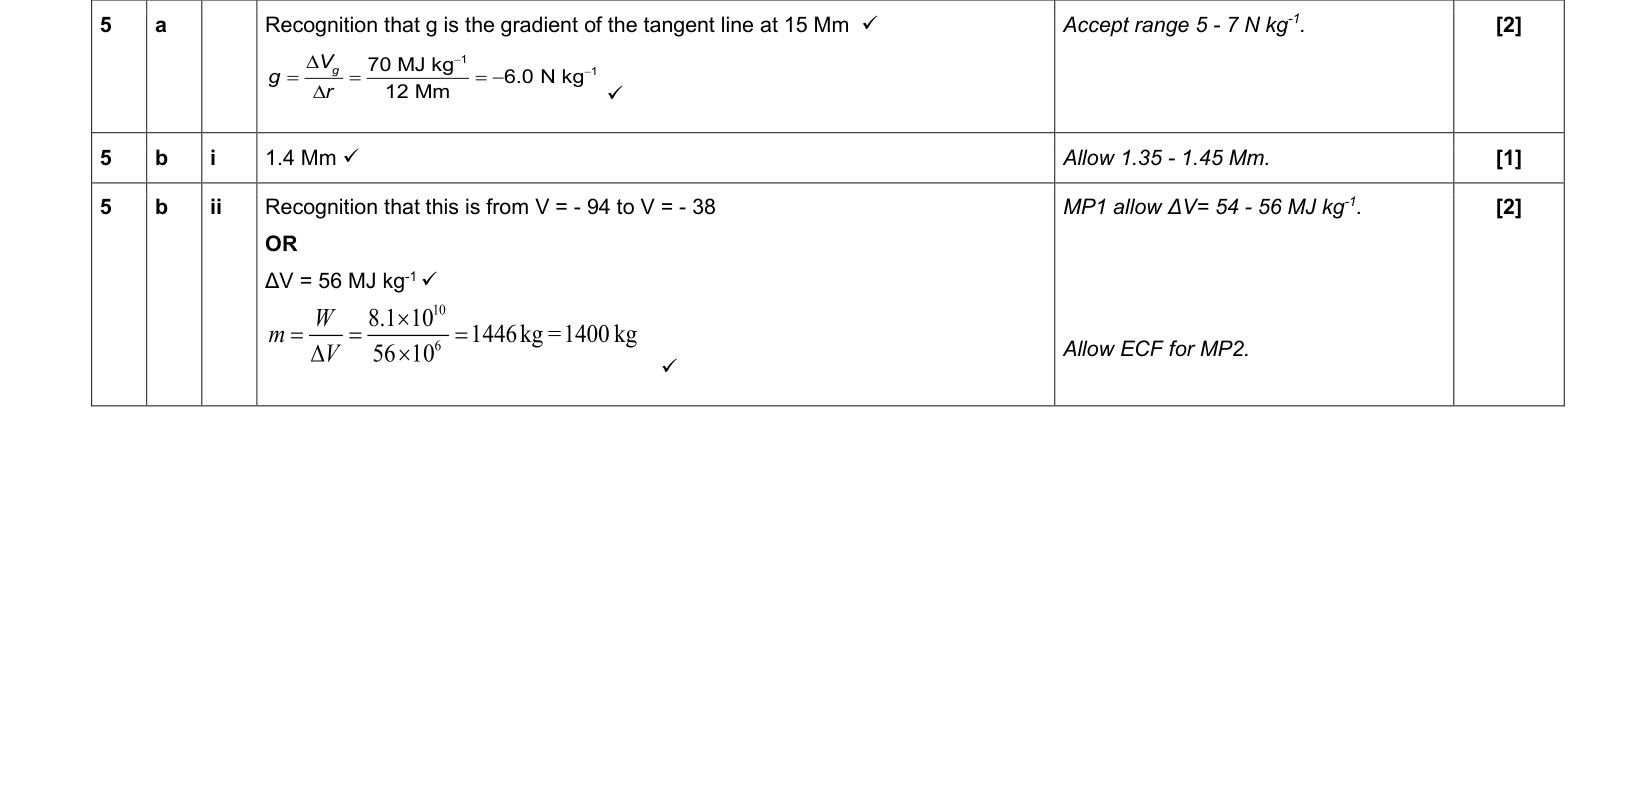 5 a Recognition that g is the gradient of the tangent line at 15 Mm ✓ Accept range 5 - 7 N kg⁻¹. [2]
g = ΔV_g / Δr = 70 MJ kg⁻¹ / 12 Mm = −6.0 N kg⁻¹ ✓
5 b i 1.4 Mm ✓ Allow 1.35 - 1.45 Mm. [1]
5 b ii Recognition that this is from V = - 94 to V = - 38 MP1 allow ΔV= 54 - 56 MJ kg⁻¹. [2]
OR
ΔV = 56 MJ kg⁻¹ ✓
m = W / ΔV = 8.1×10¹⁰ / 56×10⁶ = 1446 kg = 1400 kg ✓
Allow ECF for MP2.